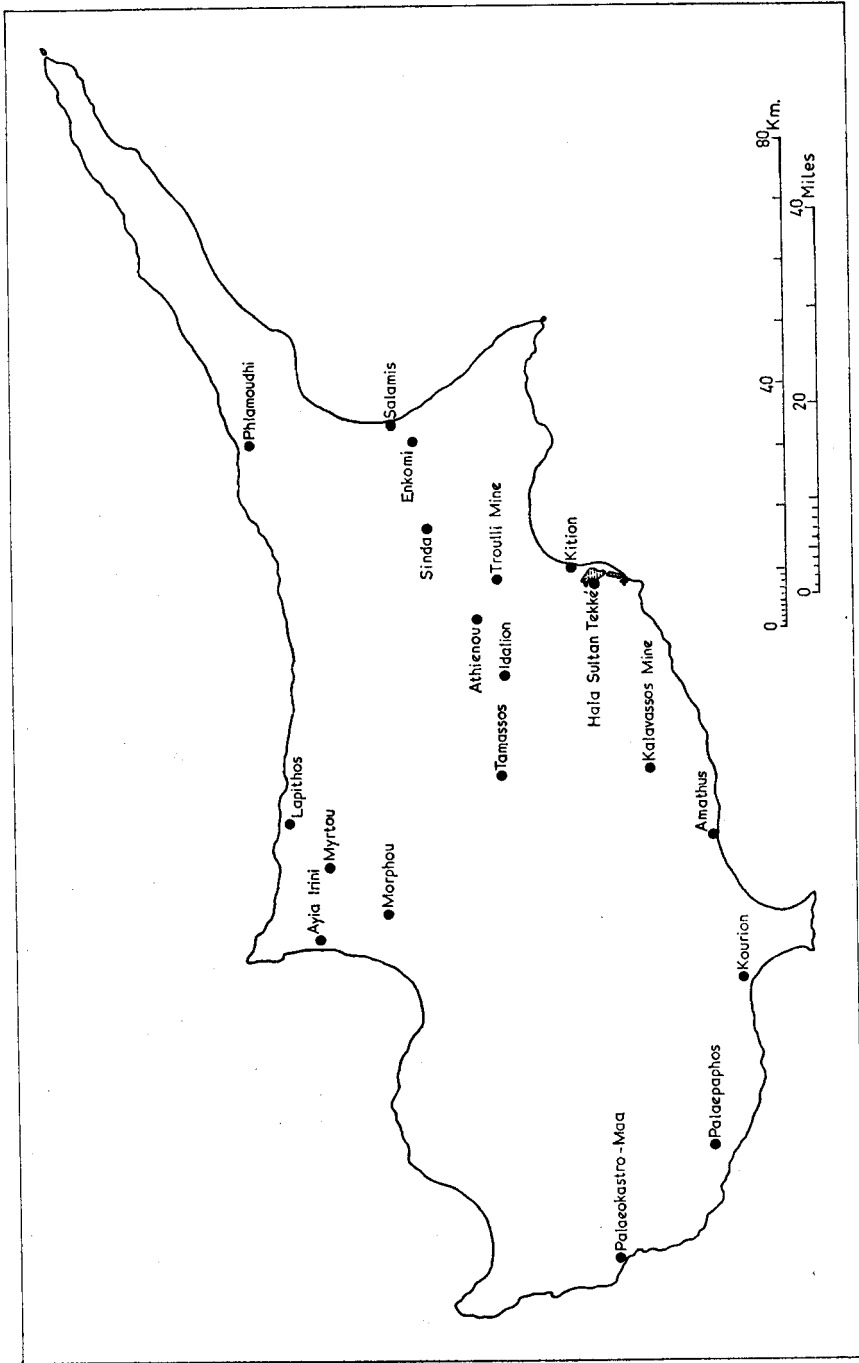 Phlamoudhi
Lapithos
Ayia Irini
Myrtou
Morphou
Salamis
Enkomi
Sinda
Troulli Mine
Athienou
Idalion
Tamassos
Kition
Hala Sultan Tekké
Kalavassos Mine
Amathus
Kourion
Palaepaphos
Palaeokastro-Maa
0 40 80 Km.
0 20 40 Miles